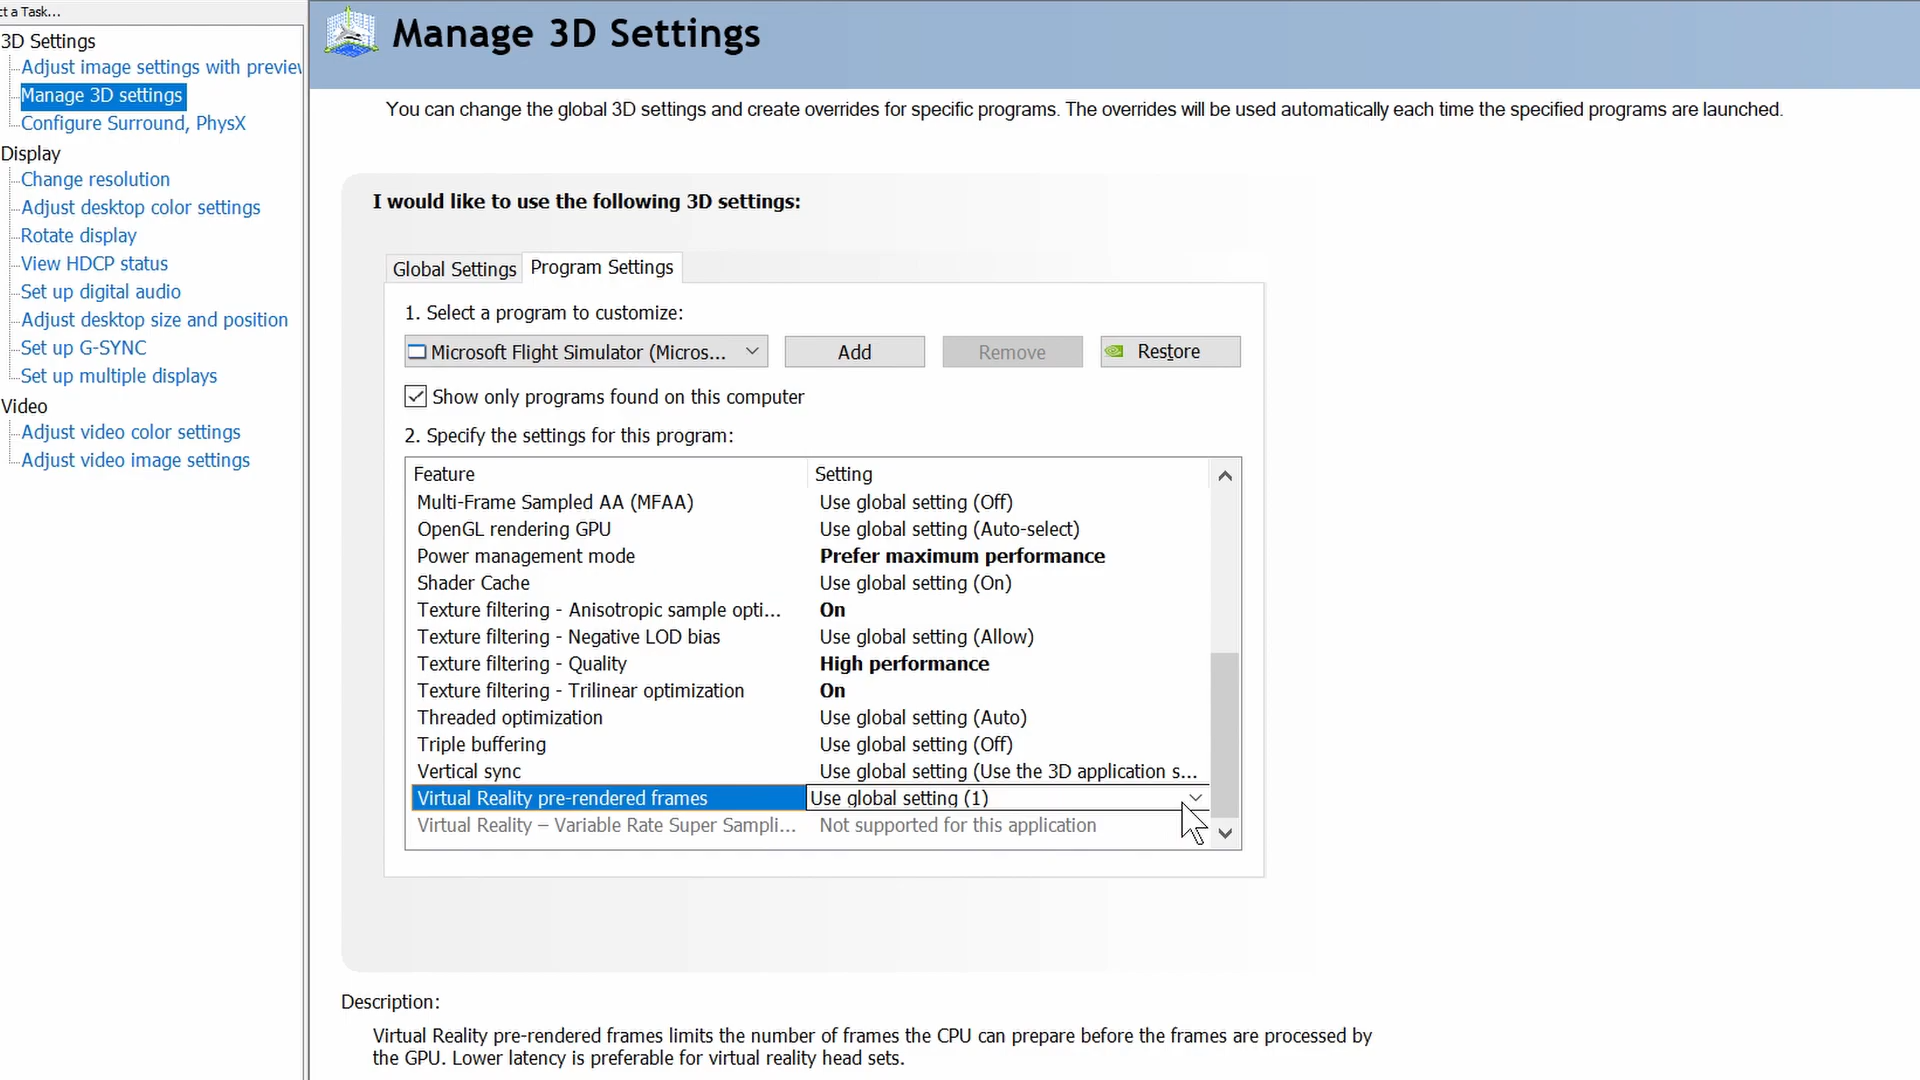 ct a Task...
3D Settings
Adjust image settings with preview
Manage 3D settings
Configure Surround, PhysX
Display
Change resolution
Adjust desktop color settings
Rotate display
View HDCP status
Set up digital audio
Adjust desktop size and position
Set up G-SYNC
Set up multiple displays
Video
Adjust video color settings
Adjust video image settings
Manage 3D Settings
You can change the global 3D settings and create overrides for specific programs. The overrides will be used automatically each time the specified programs are launched.
I would like to use the following 3D settings:
Global Settings Program Settings
1. Select a program to customize:
Microsoft Flight Simulator (Micros... Add Remove Restore
Show only programs found on this computer
2. Specify the settings for this program:
Feature Setting
Multi-Frame Sampled AA (MFAA) Use global setting (Off)
OpenGL rendering GPU Use global setting (Auto-select)
Power management mode Prefer maximum performance
Shader Cache Use global setting (On)
Texture filtering - Anisotropic sample opti... On
Texture filtering - Negative LOD bias Use global setting (Allow)
Texture filtering - Quality High performance
Texture filtering - Trilinear optimization On
Threaded optimization Use global setting (Auto)
Triple buffering Use global setting (Off)
Vertical sync Use global setting (Use the 3D application s...
Virtual Reality pre-rendered frames Use global setting (1)
Virtual Reality – Variable Rate Super Sampli... Not supported for this application
Description:
Virtual Reality pre-rendered frames limits the number of frames the CPU can prepare before the frames are processed by
the GPU. Lower latency is preferable for virtual reality head sets.